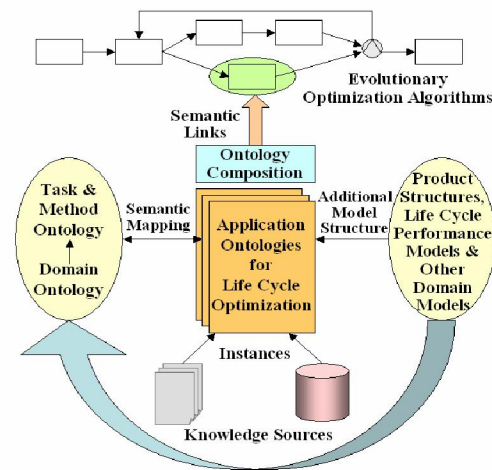 Evolutionary
Optimization Algorithms
Semantic
Links
Ontology
Composition
Task &
Method
Ontology
Domain
Ontology
Semantic
Mapping
Application
Ontologies
for
Life Cycle
Optimization
Additional
Model
Structure
Product
Structures,
Life Cycle
Performance
Models &
Other
Domain
Models
Instances
Knowledge Sources